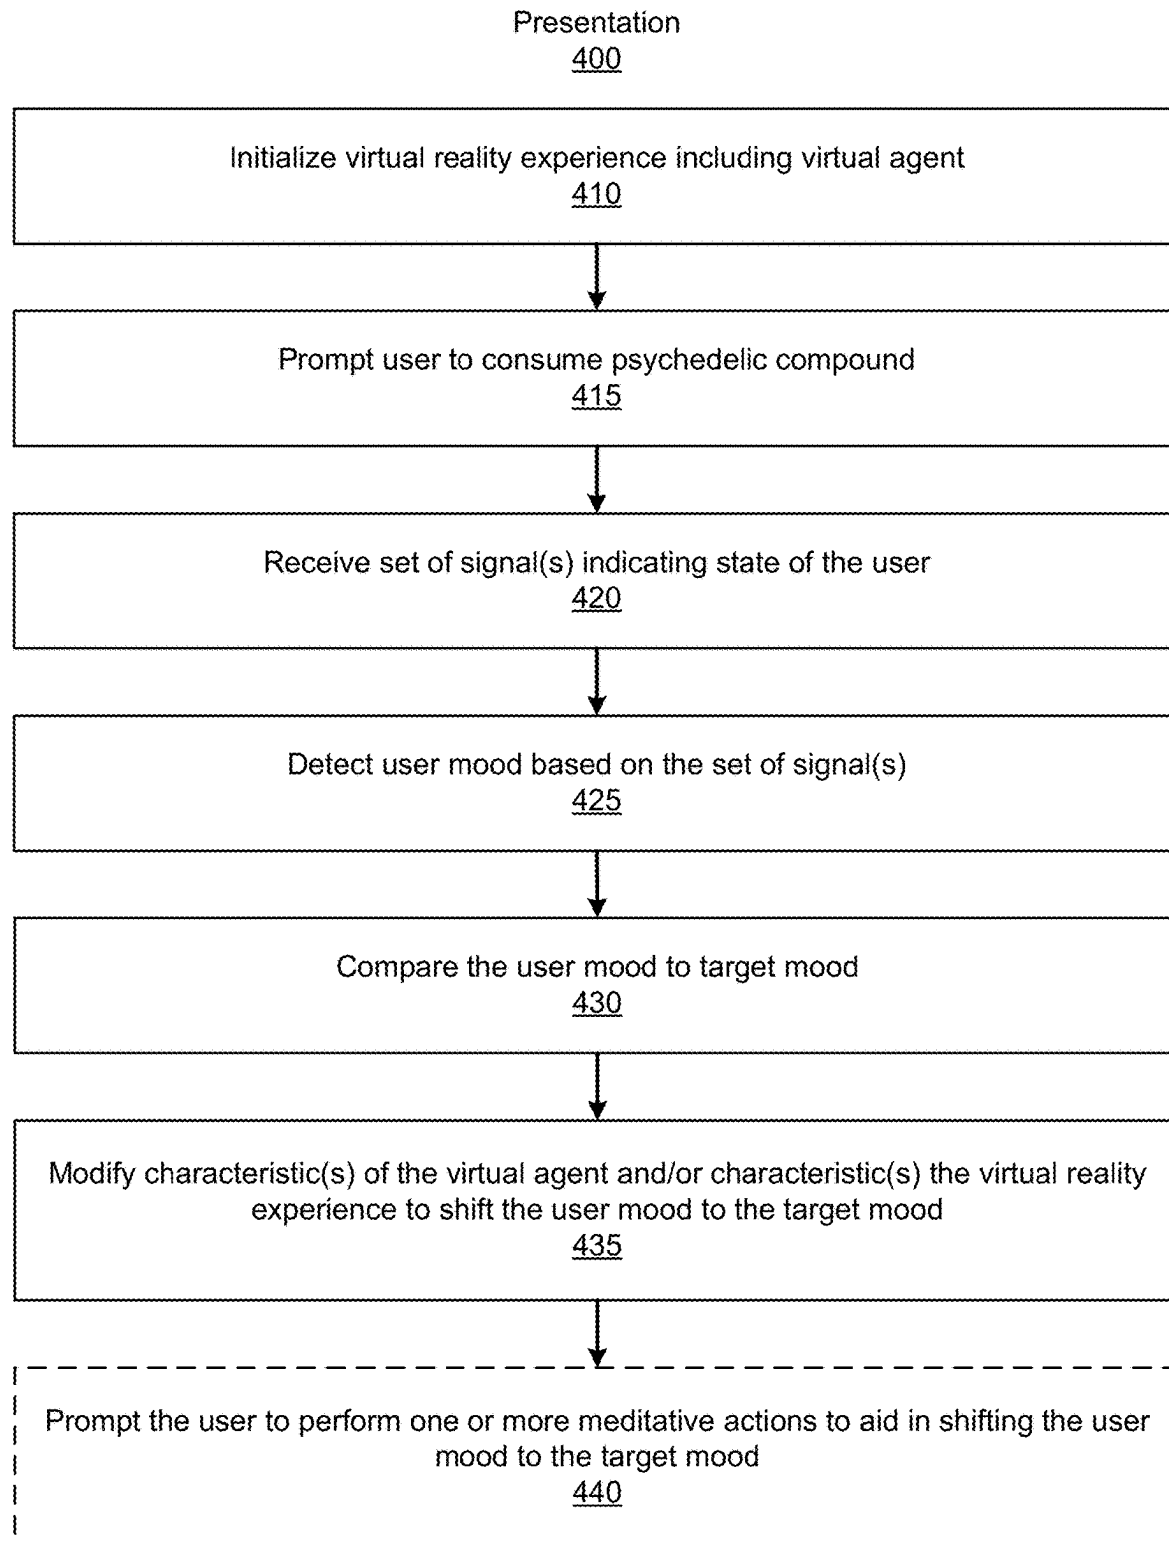 Presentation
400
Initialize virtual reality experience including virtual agent
410
Prompt user to consume psychedelic compound
415
Receive set of signal(s) indicating state of the user
420
Detect user mood based on the set of signal(s)
425
Compare the user mood to target mood
430
Modify characteristic(s) of the virtual agent and/or characteristic(s) the virtual reality
experience to shift the user mood to the target mood
435
Prompt the user to perform one or more meditative actions to aid in shifting the user
mood to the target mood
440